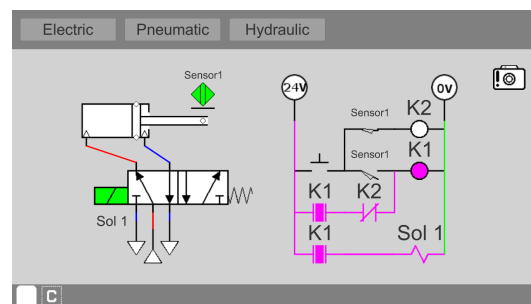 Electric Pneumatic Hydraulic
Sensor1
24V 0V
Sensor1 K2
Sensor1 K1
K1 K2
Sol 1
K1 Sol 1
C